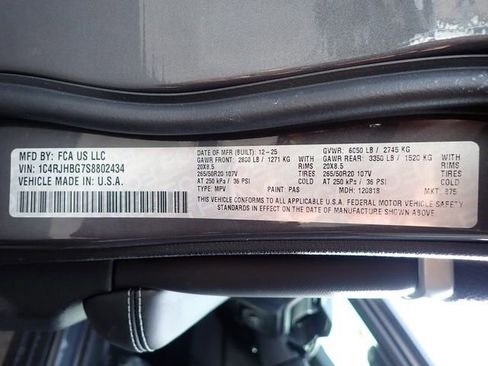 MFD BY: FCA US LLC
VIN: 1C4RJHBG7S8802434
VEHICLE MADE IN: U.S.A.
DATE OF MFR (BUILT): 12-25
GAWR FRONT: 2800 LB / 1271 KG WITH
20X8.5 RIMS
265/50R20 107V TIRES
AT 250 kPa / 36 PSI
TYPE: MPV PAINT: PAS
GVWR: 6050 LB / 2745 KG
GAWR REAR: 3350 LB / 1520 KG WITH
20X8.5 RIMS
265/50R20 107V TIRES
AT 250 kPa / 36 PSI
MDH: 120818 MKT: 875
THIS VEHICLE CONFORMS TO ALL APPLICABLE U.S.A. FEDERAL MOTOR VEHICLE SAFETY
STANDARDS IN EFFECT ON THE DATE OF MANUFACTURE SHOWN ABOVE.